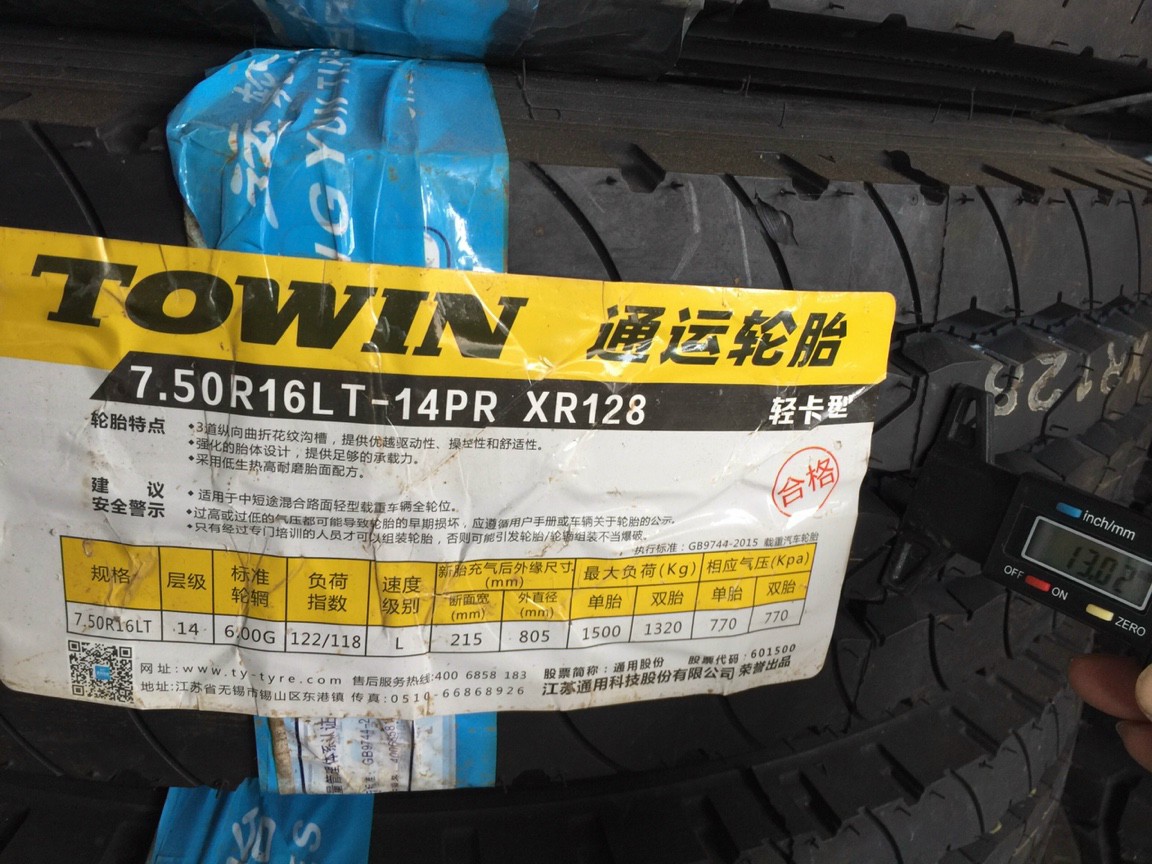 NG YUN TIR
TOWIN 通运轮胎
7.50R16LT-14PR XR128 轻卡型
轮胎特点
•3道纵向曲折花纹沟槽，提供优越驱动性、操控性和舒适性。
•强化的胎体设计，提供足够的承载力。
•采用低生热高耐磨胎面配方。
合格
建议
安全警示
•适用于中短途混合路面轻型载重车辆全轮位。
•过高或过低的气压都可能导致轮胎的早期损坏，应遵循用户手册或车辆关于轮胎的公示。
•只有经过专门培训的人员才可以组装轮胎，否则可能引发轮胎/轮辋组装不当爆破。
执行标准：GB9744-2015 载重汽车轮胎
规格 层级 标准轮辋 负荷指数 速度级别 新胎充气后外缘尺寸(mm) 最大负荷(Kg) 相应气压(Kpa)
断面宽(mm) 外直径(mm) 单胎 双胎 单胎 双胎
7.50R16LT 14 6.00G 122/118 L 215 805 1500 1320 770 770
网址:www.ty-tyre.com 售后服务热线:400 6858 183 股票简称：通用股份 股票代码：601500
地址:江苏省无锡市锡山区东港镇 传真:0510-66868926 江苏通用科技股份有限公司 荣誉出品
XR128
inch/mm
13.02
OFF ON
ZERO